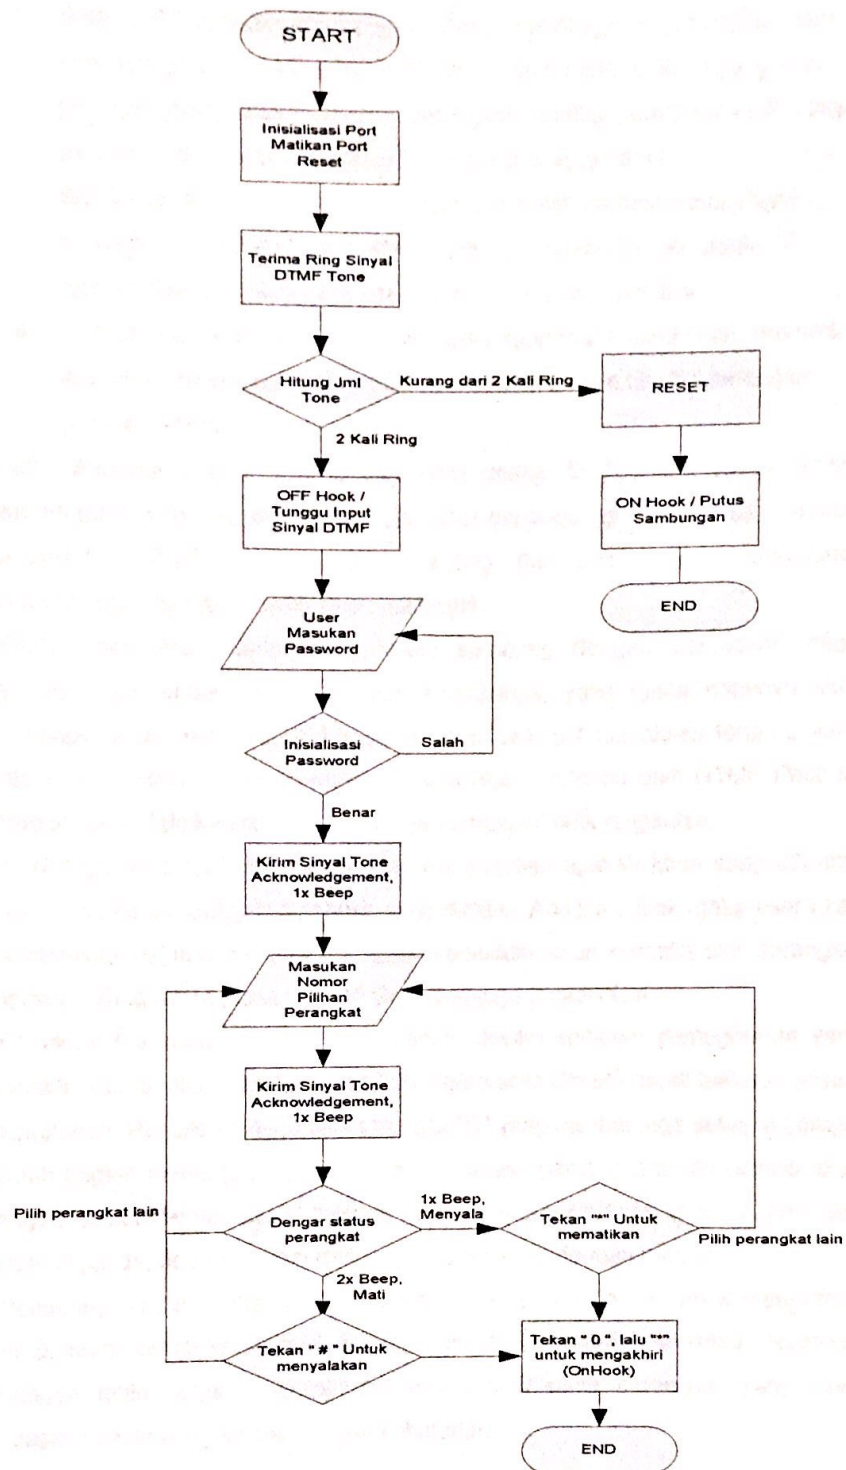 START
Inisialisasi Port
Matikan Port
Reset
Terima Ring Sinyal
DTMF Tone
Hitung Jml
Tone
Kurang dari 2 Kali Ring
RESET
2 Kali Ring
OFF Hook /
Tunggu Input
Sinyal DTMF
ON Hook / Putus
Sambungan
END
User
Masukan
Password
Inisialisasi
Password
Salah
Benar
Kirim Sinyal Tone
Acknowledgement,
1x Beep
Masukan
Nomor
Pilihan
Perangkat
Kirim Sinyal Tone
Acknowledgement,
1x Beep
Pilih perangkat lain
Dengar status
perangkat
1x Beep,
Menyala
Tekan "*" Untuk
mematikan
Pilih perangkat lain
2x Beep,
Mati
Tekan " # " Untuk
menyalakan
Tekan " 0 ", lalu "*"
untuk mengakhiri
(OnHook)
END